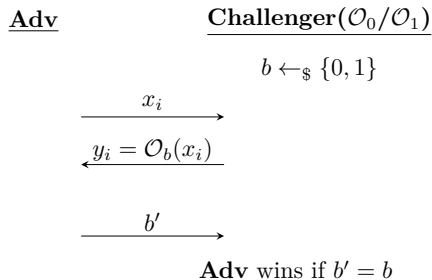 Adv Challenger(𝒪₀/𝒪₁)
b ←$ {0, 1}
xᵢ
yᵢ = 𝒪_b(xᵢ)
b′
Adv wins if b′ = b